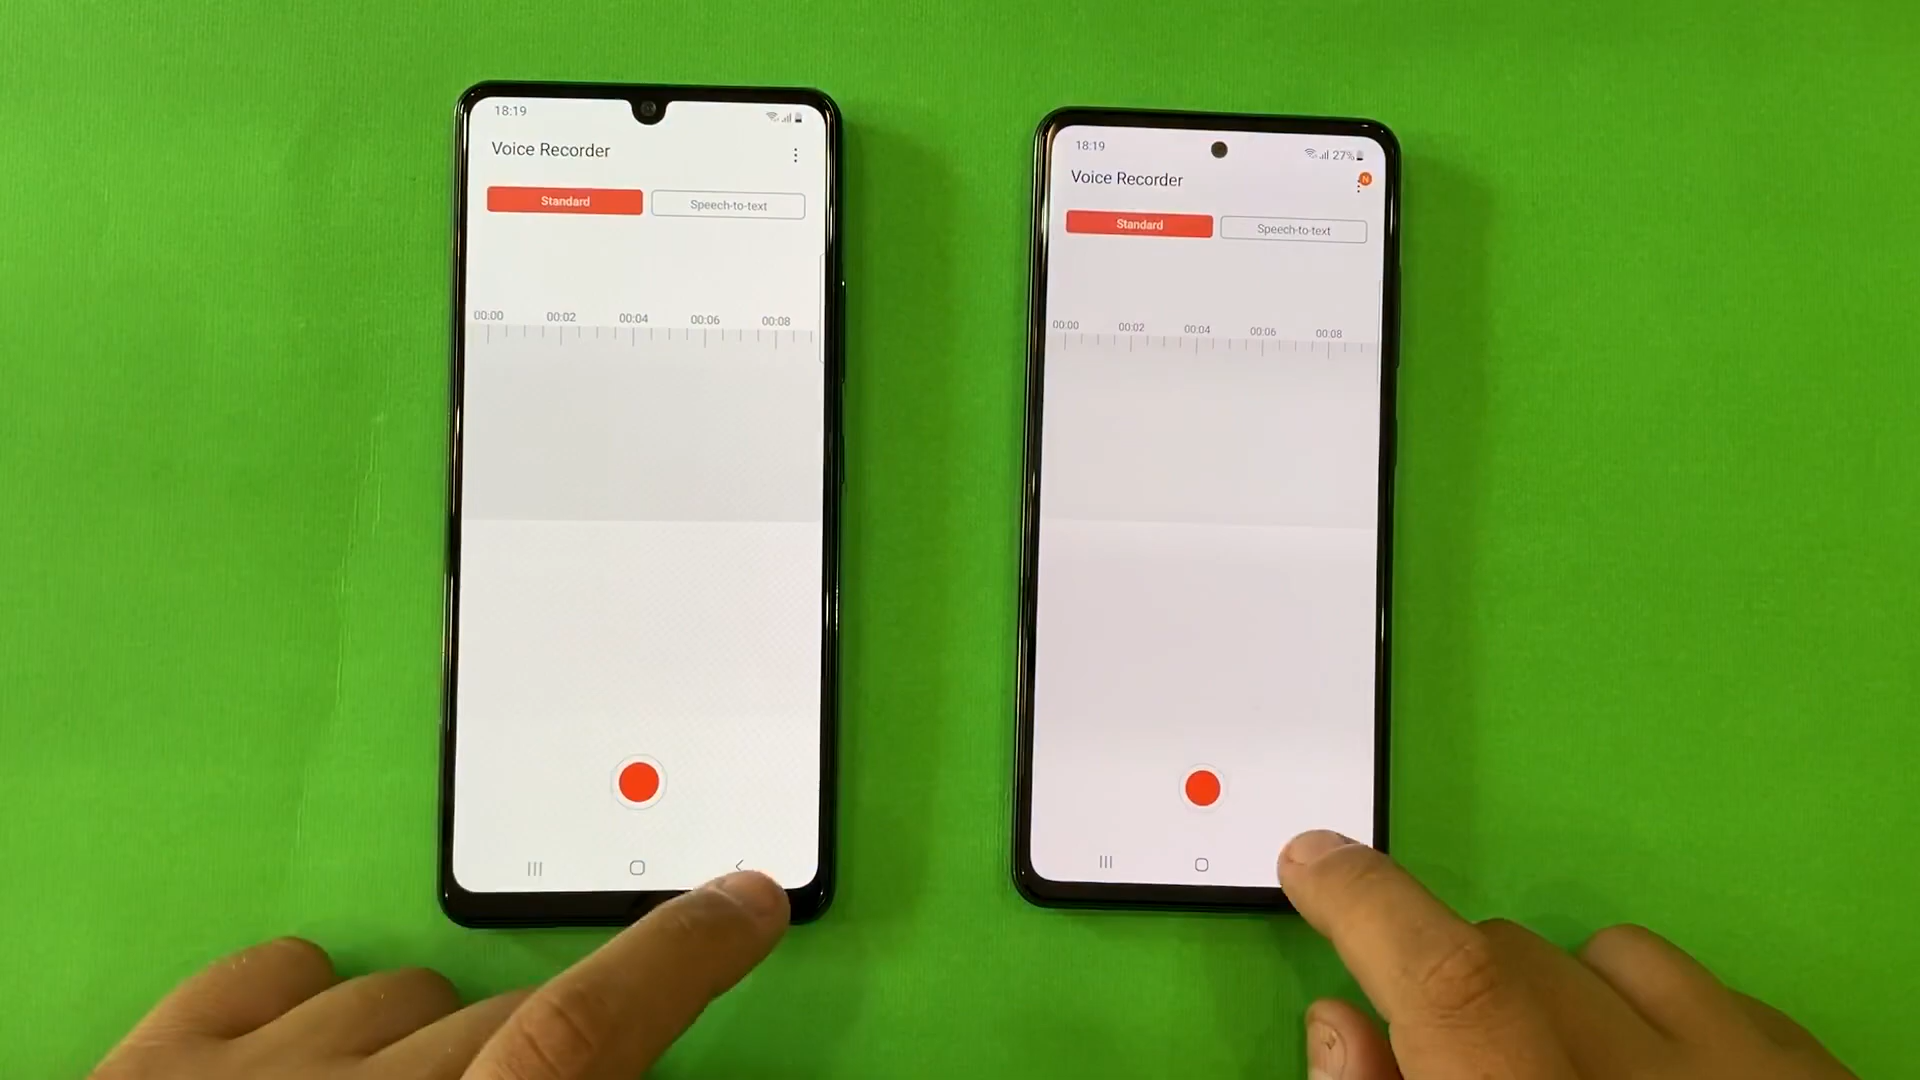 18:19
Voice Recorder
Standard
Speech-to-text
00:00 00:02 00:04 00:06 00:08
18:19
27%
Voice Recorder
N
Standard
Speech-to-text
00:00 00:02 00:04 00:06 00:08